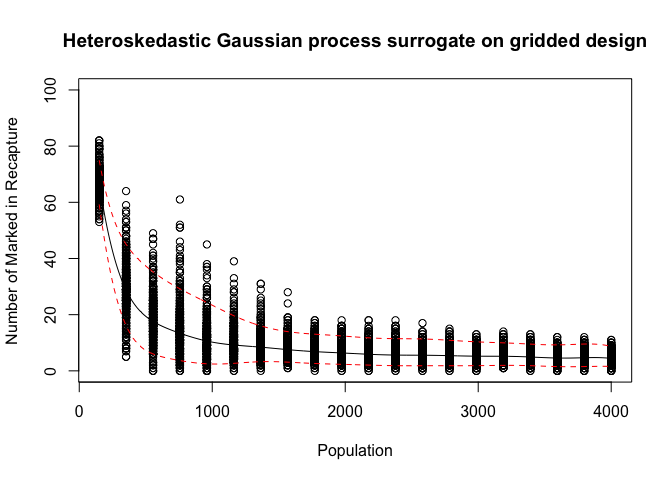 Heteroskedastic Gaussian process surrogate on gridded design
Number of Marked in Recapture
100
80
60
40
20
0
0 1000 2000 3000 4000
Population